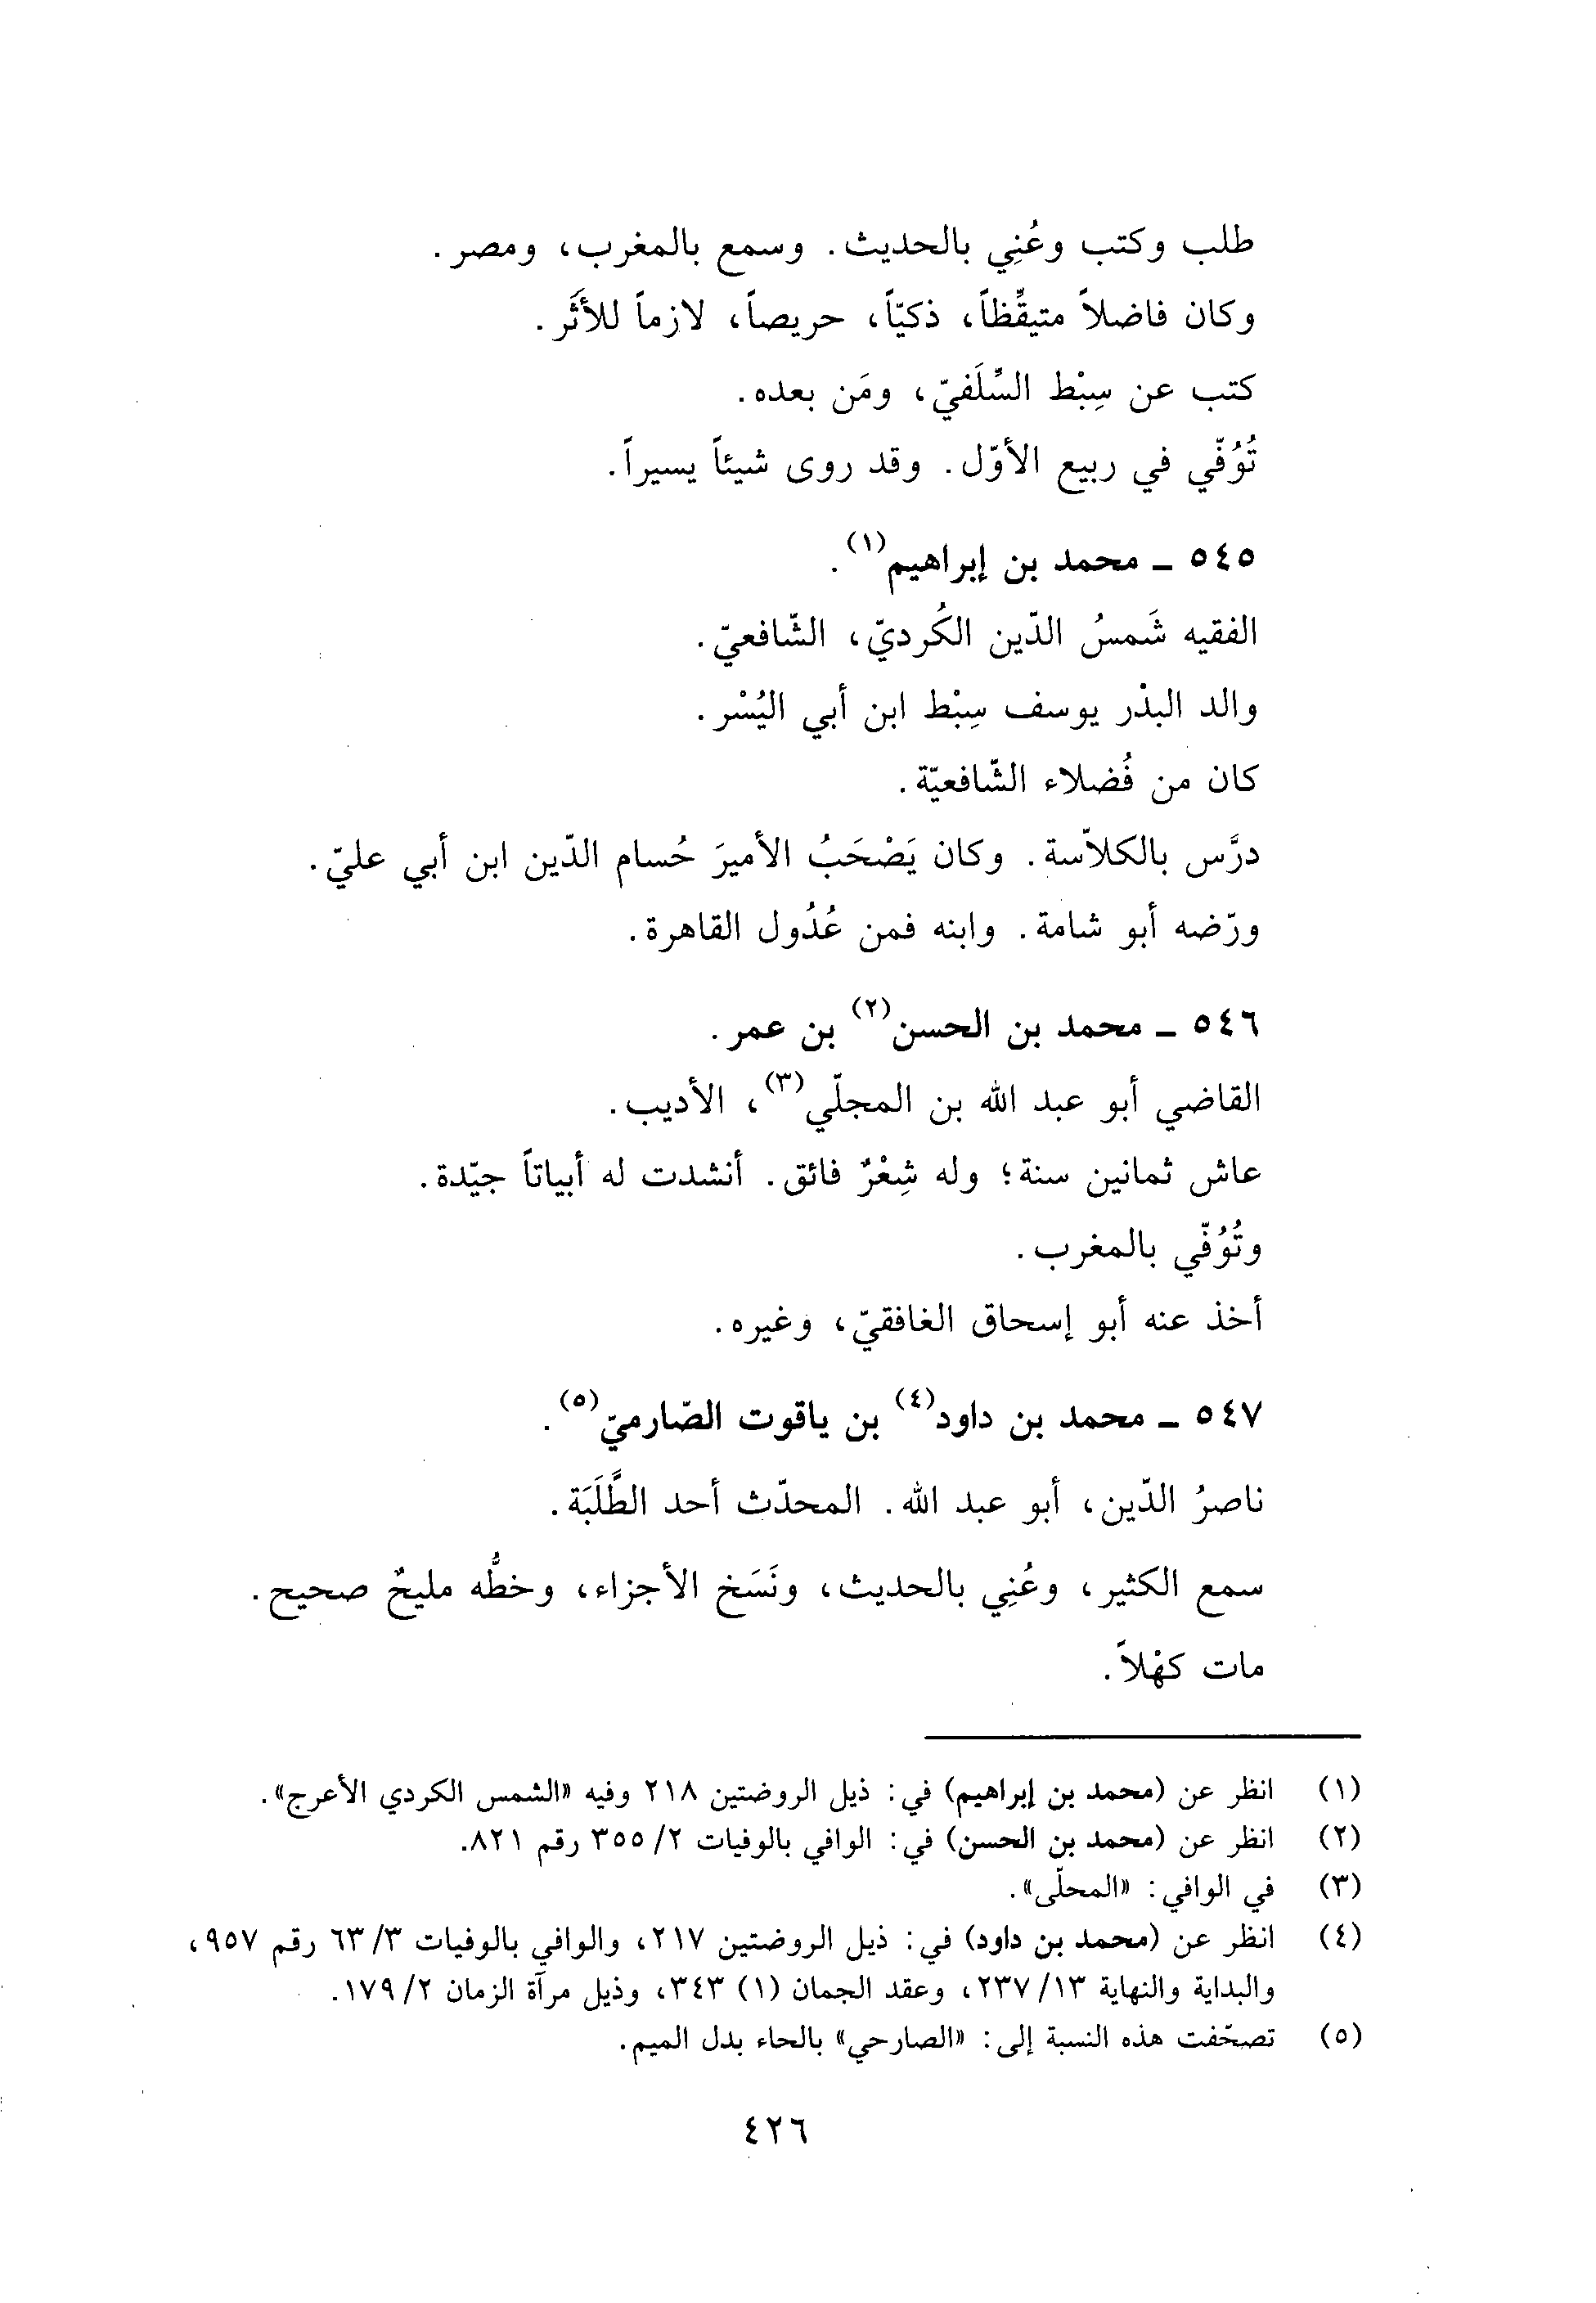 طلب وكتب وعُنِي بالحديث. وسمع بالمغرب، ومصر.
وكان فاضلاً متيقِّظاً، ذكيّاً، حريصاً، لازماً للأثَر.
كتب عن سِبْط السِّلَفيّ، ومَن بعده.
تُوُفّي في ربيع الأوّل. وقد روى شيئاً يسيراً.
٥٤٥ ـ محمد بن إبراهيم(١).
الفقيه شَمسُ الدّين الكُرديّ، الشّافعيّ.
والد البدْر يوسف سِبْط ابن أبي اليُسْر.
كان من فُضلاء الشّافعيّة.
درَّس بالكلاّسة. وكان يَصْحَبُ الأميرَ حُسام الدّين ابن أبي عليّ.
ورّضه أبو شامة. وابنه فمن عُدُول القاهرة.
٥٤٦ ـ محمد بن الحسن(٢) بن عمر.
القاضي أبو عبد الله بن المجلّي(٣)، الأديب.
عاش ثمانين سنة؛ وله شِعْرٌ فائق. أنشدت له أبياتاً جيّدة.
وتُوُفّي بالمغرب.
أخذ عنه أبو إسحاق الغافقيّ، وغيره.
٥٤٧ ـ محمد بن داود(٤) بن ياقوت الصّارميّ(٥).
ناصرُ الدّين، أبو عبد الله. المحدّث أحد الطَّلَبَة.
سمع الكثير، وعُنِي بالحديث، ونَسَخ الأجزاء، وخطُّه مليحٌ صحيح.
مات كهْلاً.
(١) انظر عن (محمد بن إبراهيم) في: ذيل الروضتين ٢١٨ وفيه «الشمس الكردي الأعرج».
(٢) انظر عن (محمد بن الحسن) في: الوافي بالوفيات ٢/ ٣٥٥ رقم ٨٢١.
(٣) في الوافي: «المحلّى».
(٤) انظر عن (محمد بن داود) في: ذيل الروضتين ٢١٧، والوافي بالوفيات ٣/ ٦٣ رقم ٩٥٧،
والبداية والنهاية ١٣/ ٢٣٧، وعقد الجمان (١) ٣٤٣، وذيل مرآة الزمان ٢/ ١٧٩.
(٥) تصحّفت هذه النسبة إلى: «الصارحي» بالحاء بدل الميم.
٤٢٦